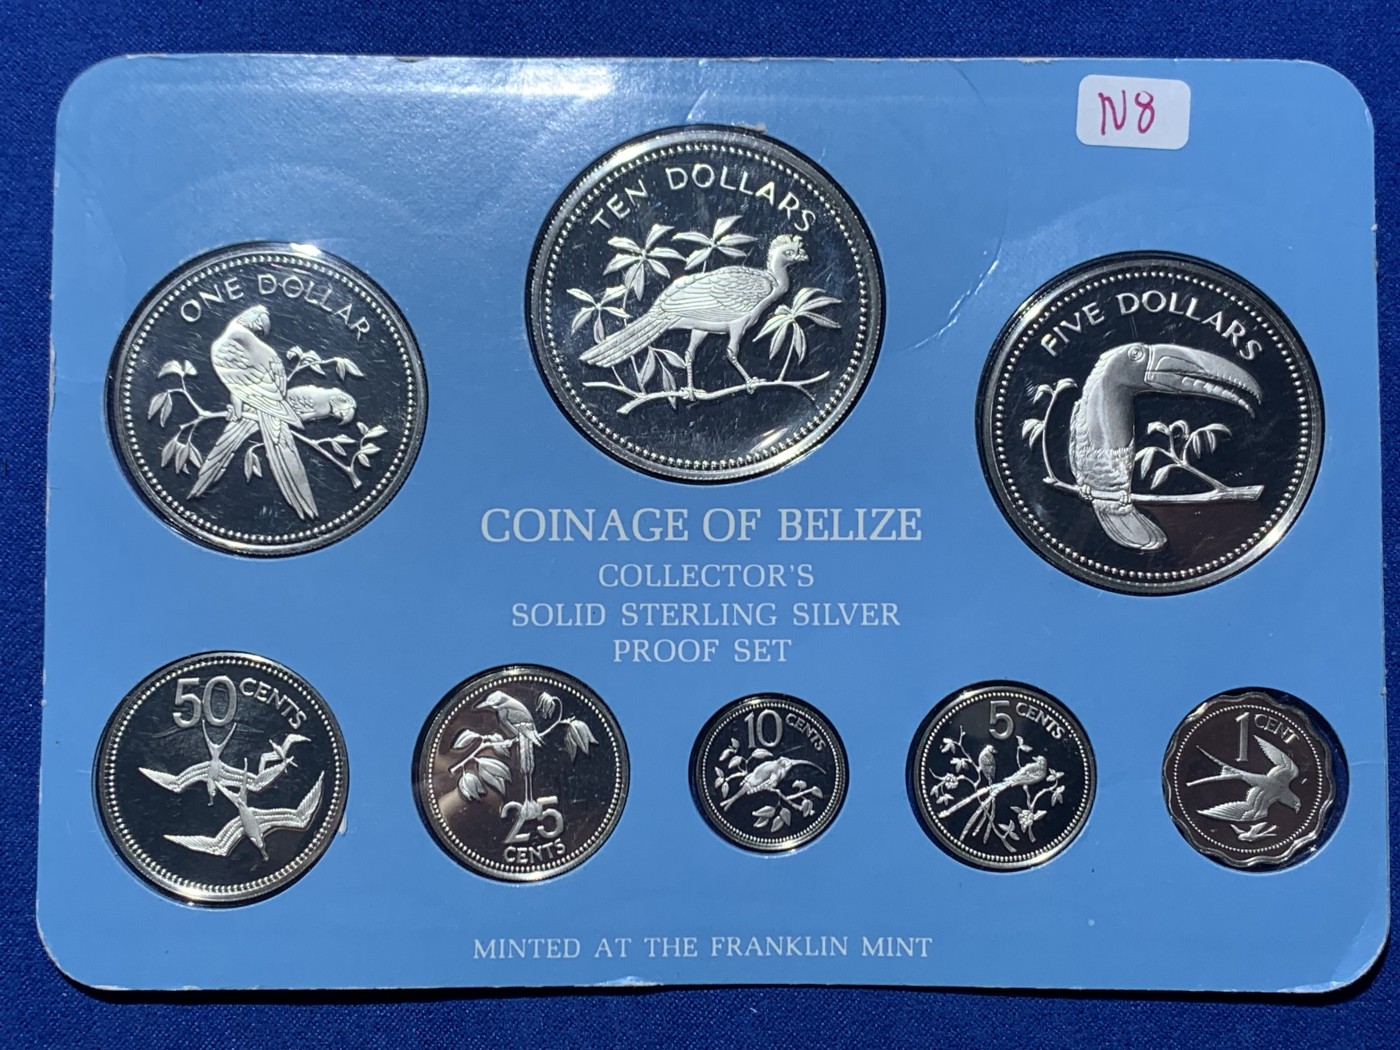 N8
TEN DOLLARS
ONE DOLLAR
FIVE DOLLARS
COINAGE OF BELIZE
COLLECTOR'S
SOLID STERLING SILVER
PROOF SET
50 CENTS
25
CENTS
10 CENTS
5 CENTS
1 CENT
MINTED AT THE FRANKLIN MINT